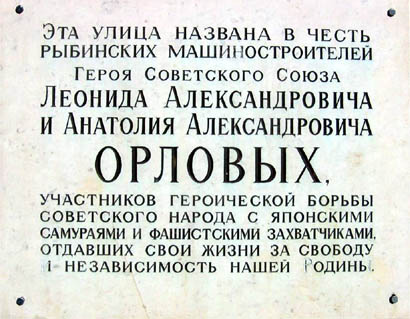 Эта улица названа в честь
рыбинских машиностроителей
Героя Советского Союза
Леонида Александровича
и Анатолия Александровича
ОРЛОВЫХ,
участников героической борьбы
советского народа с японскими
самураями и фашистскими захватчиками,
отдавших свои жизни за свободу
и независимость нашей Родины.